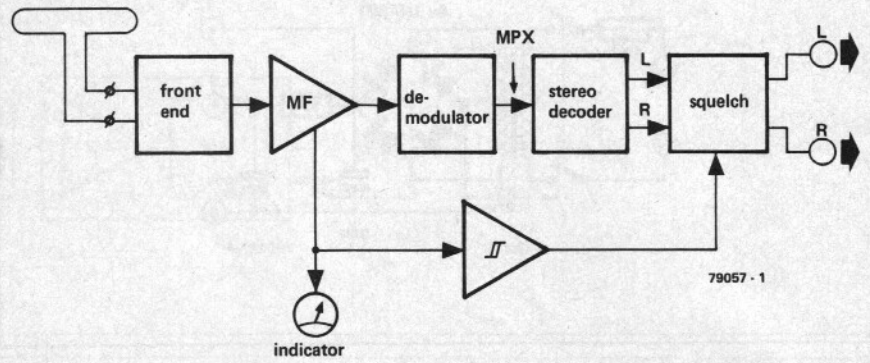 MPX
L
front
end
MF
de-
modulator
stereo
decoder
L
R
squelch
R
79057 - 1
indicator